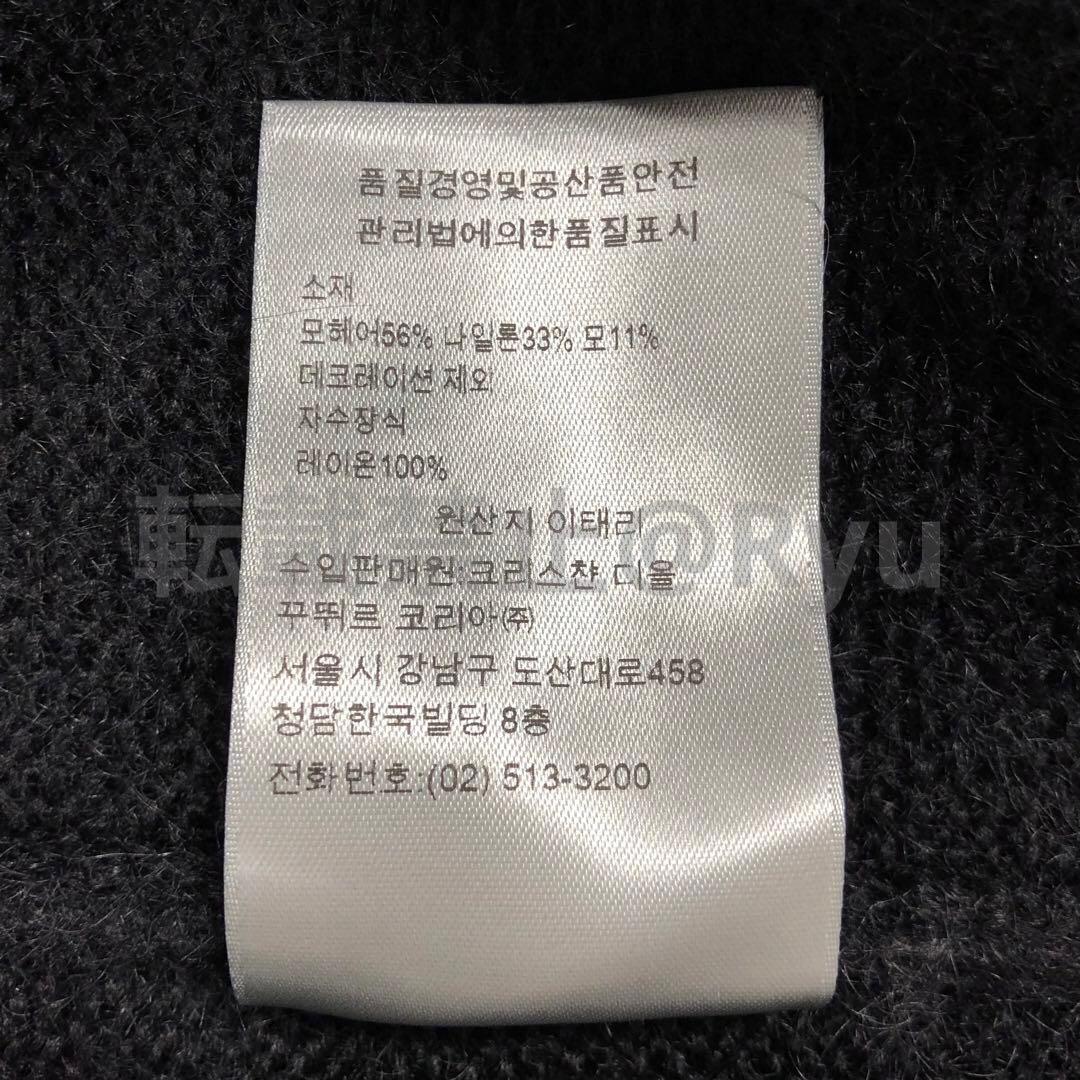 품질경영및공산품안전
관리법에의한품질표시
소재
모헤어56% 나일론33% 모11%
데코레이션 제외
자수장식
레이온100%
원산지 이태리
수입판매원:크리스챤 디올
꾸뛰르 코리아㈜
서울시 강남구 도산대로458
청담한국빌딩 8층
전화번호:(02) 513-3200
@Ryu